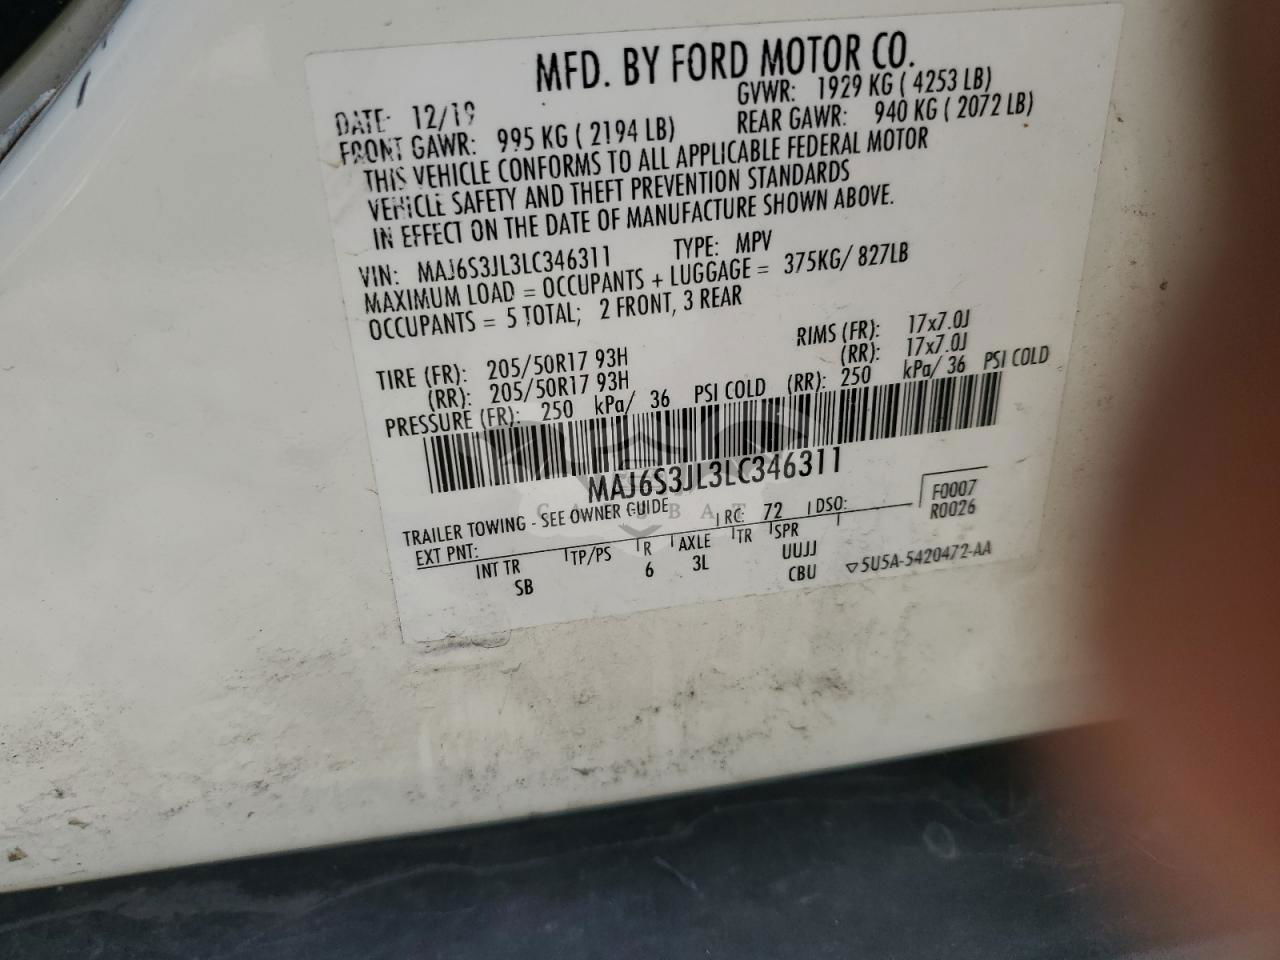 MFD. BY FORD MOTOR CO.
DATE: 12/19 GVWR: 1929 KG ( 4253 LB)
FRONT GAWR: 995 KG ( 2194 LB) REAR GAWR: 940 KG ( 2072 LB)
THIS VEHICLE CONFORMS TO ALL APPLICABLE FEDERAL MOTOR
VEHICLE SAFETY AND THEFT PREVENTION STANDARDS
IN EFFECT ON THE DATE OF MANUFACTURE SHOWN ABOVE.
VIN: MAJ6S3JL3LC346311 TYPE: MPV
MAXIMUM LOAD = OCCUPANTS + LUGGAGE = 375KG/ 827LB
OCCUPANTS = 5 TOTAL; 2 FRONT, 3 REAR
TIRE (FR): 205/50R17 93H RIMS (FR): 17x7.0J
(RR): 205/50R17 93H (RR): 17x7.0J
PRESSURE (FR): 250 kPa/ 36 PSI COLD (RR): 250 kPa/ 36 PSI COLD
MAJ6S3JL3LC346311
TRAILER TOWING - SEE OWNER GUIDE
EXT PNT: RC: 72 DSO: F0007
R0026
INT TR TP/PS R AXLE TR SPR
SB 6 3L UUJJ
CBU ▽5U5A-5420472-AA